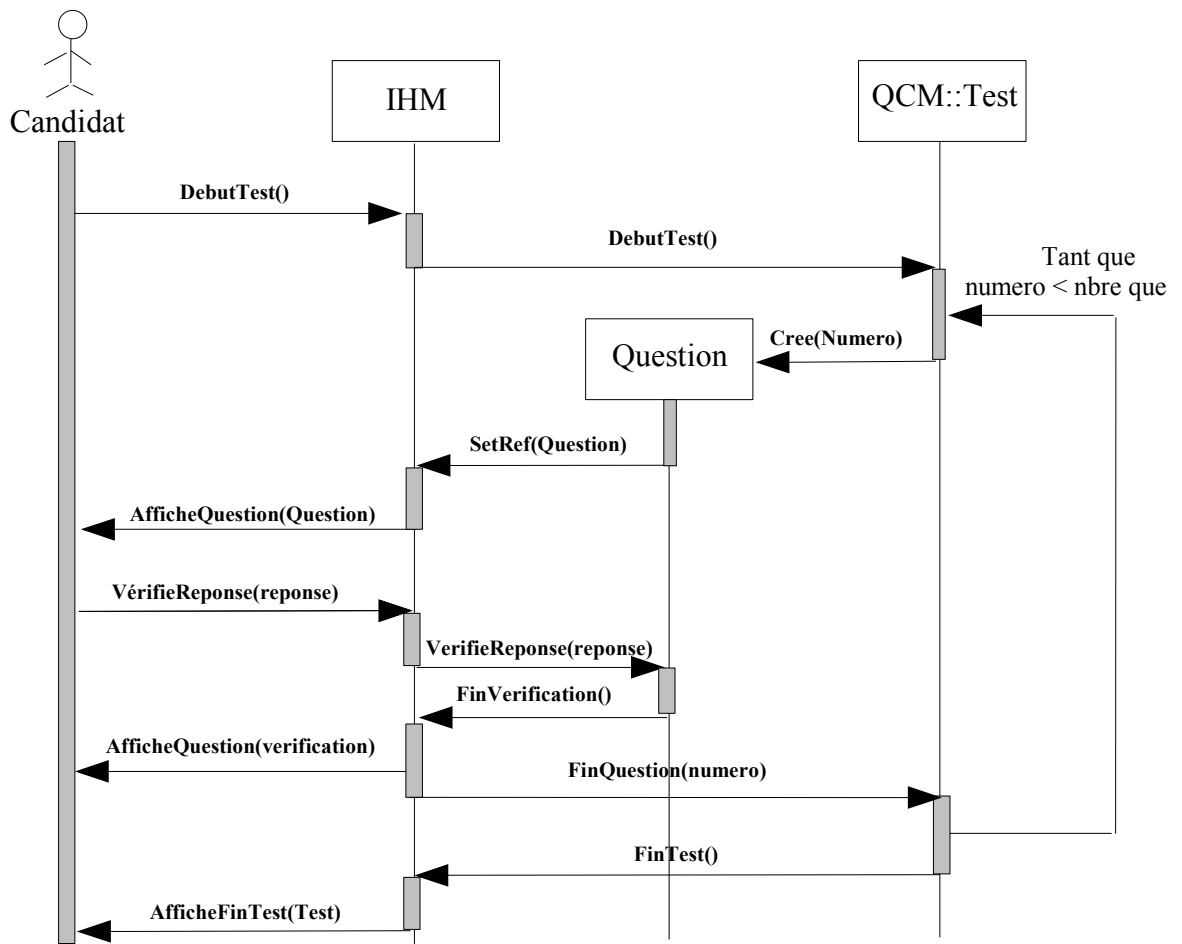 Candidat
IHM
QCM::Test
DebutTest()
DebutTest()
Tant que
numero < nbre que
Cree(Numero)
Question
SetRef(Question)
AfficheQuestion(Question)
VérifieReponse(reponse)
VerifieReponse(reponse)
FinVerification()
AfficheQuestion(verification)
FinQuestion(numero)
FinTest()
AfficheFinTest(Test)